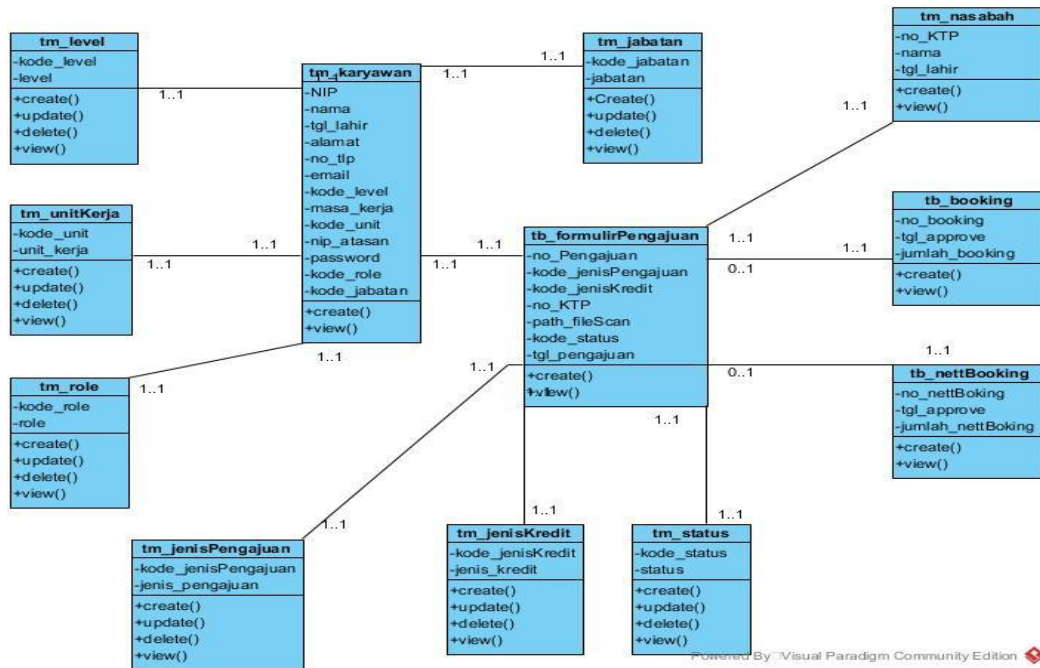 tm_level
-kode_level
-level
+create()
+update()
+delete()
+view()
1..1
tm_karyawan
-NIP
-nama
-tgl_lahir
-alamat
-no_tlp
-email
-kode_level
-masa_kerja
-kode_unit
-nip_atasan
-password
-kode_role
-kode_jabatan
+create()
+view()
1..1
1..1
tm_jabatan
-kode_jabatan
-jabatan
+Create()
+update()
+delete()
+view()
tm_nasabah
-no_KTP
-nama
-tgl_lahir
+create()
+view()
1..1
tm_unitKerja
-kode_unit
-unit_kerja
+create()
+update()
+delete()
+view()
1..1
1..1
1..1
1..1
tb_formulirPengajuan
-no_Pengajuan
-kode_jenisPengajuan
-kode_jenisKredit
-no_KTP
-path_fileScan
-kode_status
-tgl_pengajuan
+create()
+view()
1..1
0..1
1..1
tb_booking
-no_booking
-tgl_approve
-jumlah_booking
+create()
+view()
1..1
1..1
tm_role
-kode_role
-role
+create()
+update()
+delete()
+view()
1..1
1..1
0..1
1..1
tb_nettBooking
-no_nettBoking
-tgl_approve
-jumlah_nettBoking
+create()
+view()
1..1
1..1
1..1
1..1
tm_jenisPengajuan
-kode_jenisPengajuan
-jenis_pengajuan
+create()
+update()
+delete()
+view()
tm_jenisKredit
-kode_jenisKredit
-jenis_kredit
+create()
+update()
+delete()
+view()
tm_status
-kode_status
-status
+create()
+update()
+delete()
+view()
Powered By Visual Paradigm Community Edition